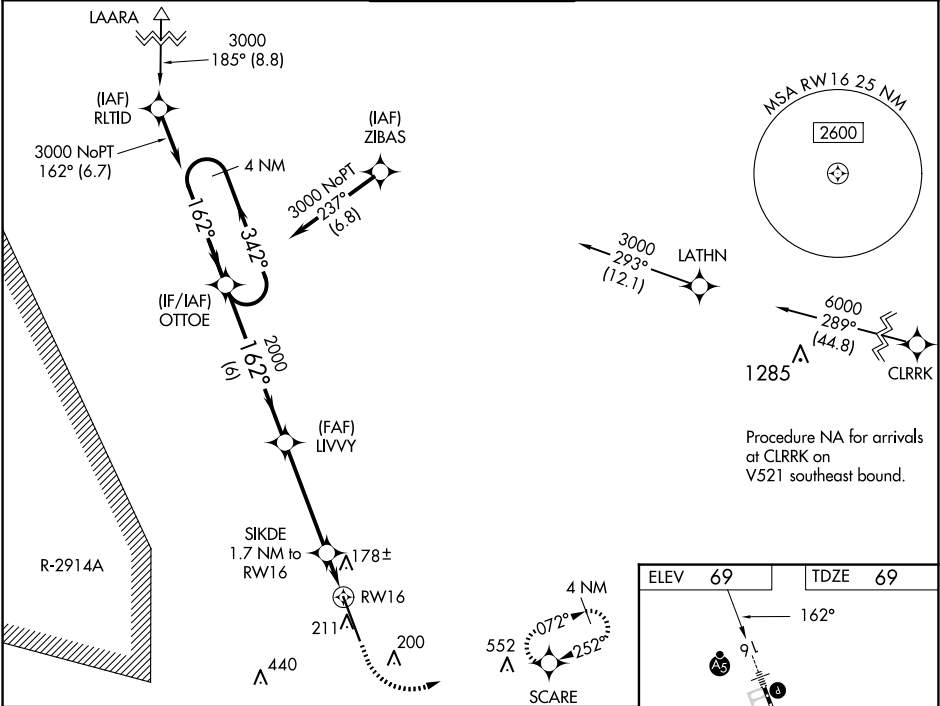 LAARA
3000
185° (8.8)
(IAF)
RLTID
3000 NoPT
162° (6.7)
4 NM
(IAF)
ZIBAS
3000 NoPT
237°
(6.8)
162°
342°
(IF/IAF)
OTTOE
2000
162°
(6)
(FAF)
LIVVY
SIKDE
1.7 NM to
RW16
178±
RW16
211
200
440
R-2914A
MSA RW16 25 NM
2600
3000
293°
(12.1)
LATHN
6000
289°
(44.8)
1285
CLRRK
Procedure NA for arrivals
at CLRRK on
V521 southeast bound.
4 NM
072°
252°
552
SCARE
ELEV 69
TDZE 69
162°
16
A5
P